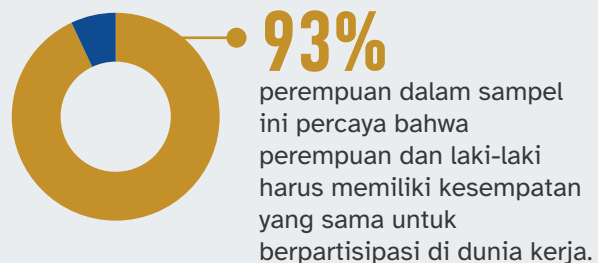 93%
perempuan dalam sampel
ini percaya bahwa
perempuan dan laki-laki
harus memiliki kesempatan
yang sama untuk
berpartisipasi di dunia kerja.